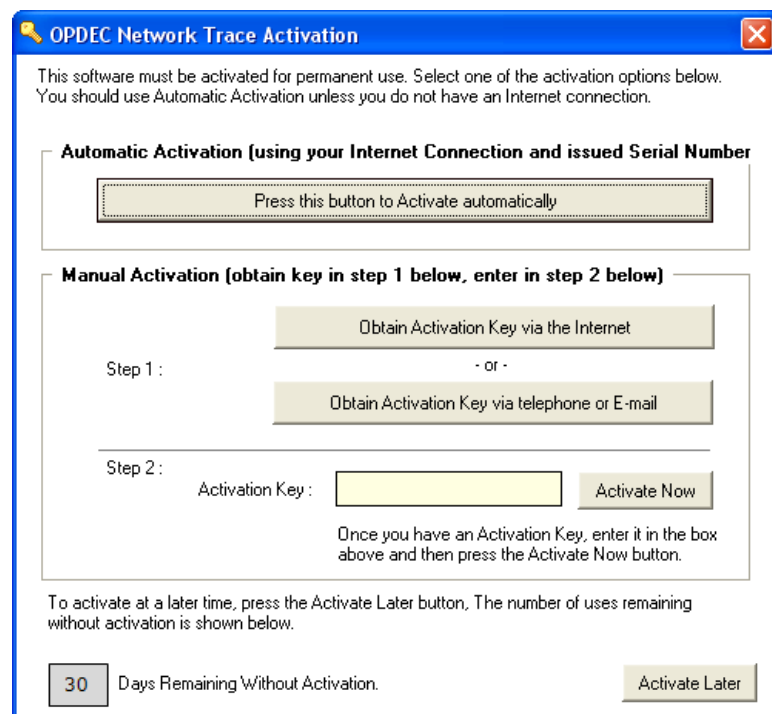 OPDEC Network Trace Activation
This software must be activated for permanent use. Select one of the activation options below.
You should use Automatic Activation unless you do not have an Internet connection.
Automatic Activation (using your Internet Connection and issued Serial Number
Press this button to Activate automatically
Manual Activation (obtain key in step 1 below, enter in step 2 below)
Obtain Activation Key via the Internet
Step 1 :
- or -
Obtain Activation Key via telephone or E-mail
Step 2 :
Activation Key :
Activate Now
Once you have an Activation Key, enter it in the box
above and then press the Activate Now button.
To activate at a later time, press the Activate Later button, The number of uses remaining
without activation is shown below.
30 Days Remaining Without Activation.
Activate Later